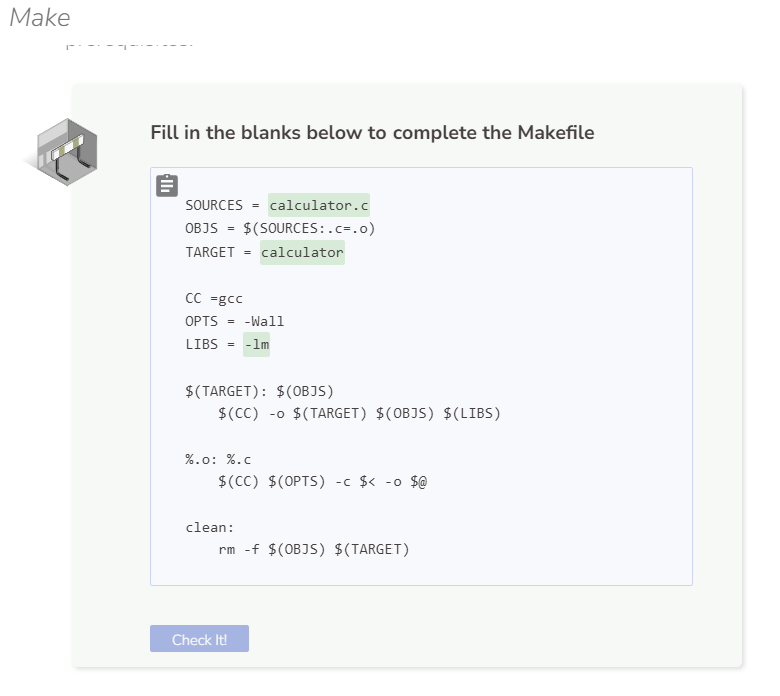 Make
Fill in the blanks below to complete the Makefile
SOURCES = calculator.c
OBJS = $(SOURCES:.c=.o)
TARGET = calculator
CC =gcc
OPTS = -Wall
LIBS = -lm
$(TARGET): $(OBJS)
$(CC) -o $(TARGET) $(OBJS) $(LIBS)
%.o: %.c
$(CC) $(OPTS) -c $< -o $@
clean:
rm -f $(OBJS) $(TARGET)
Check It!